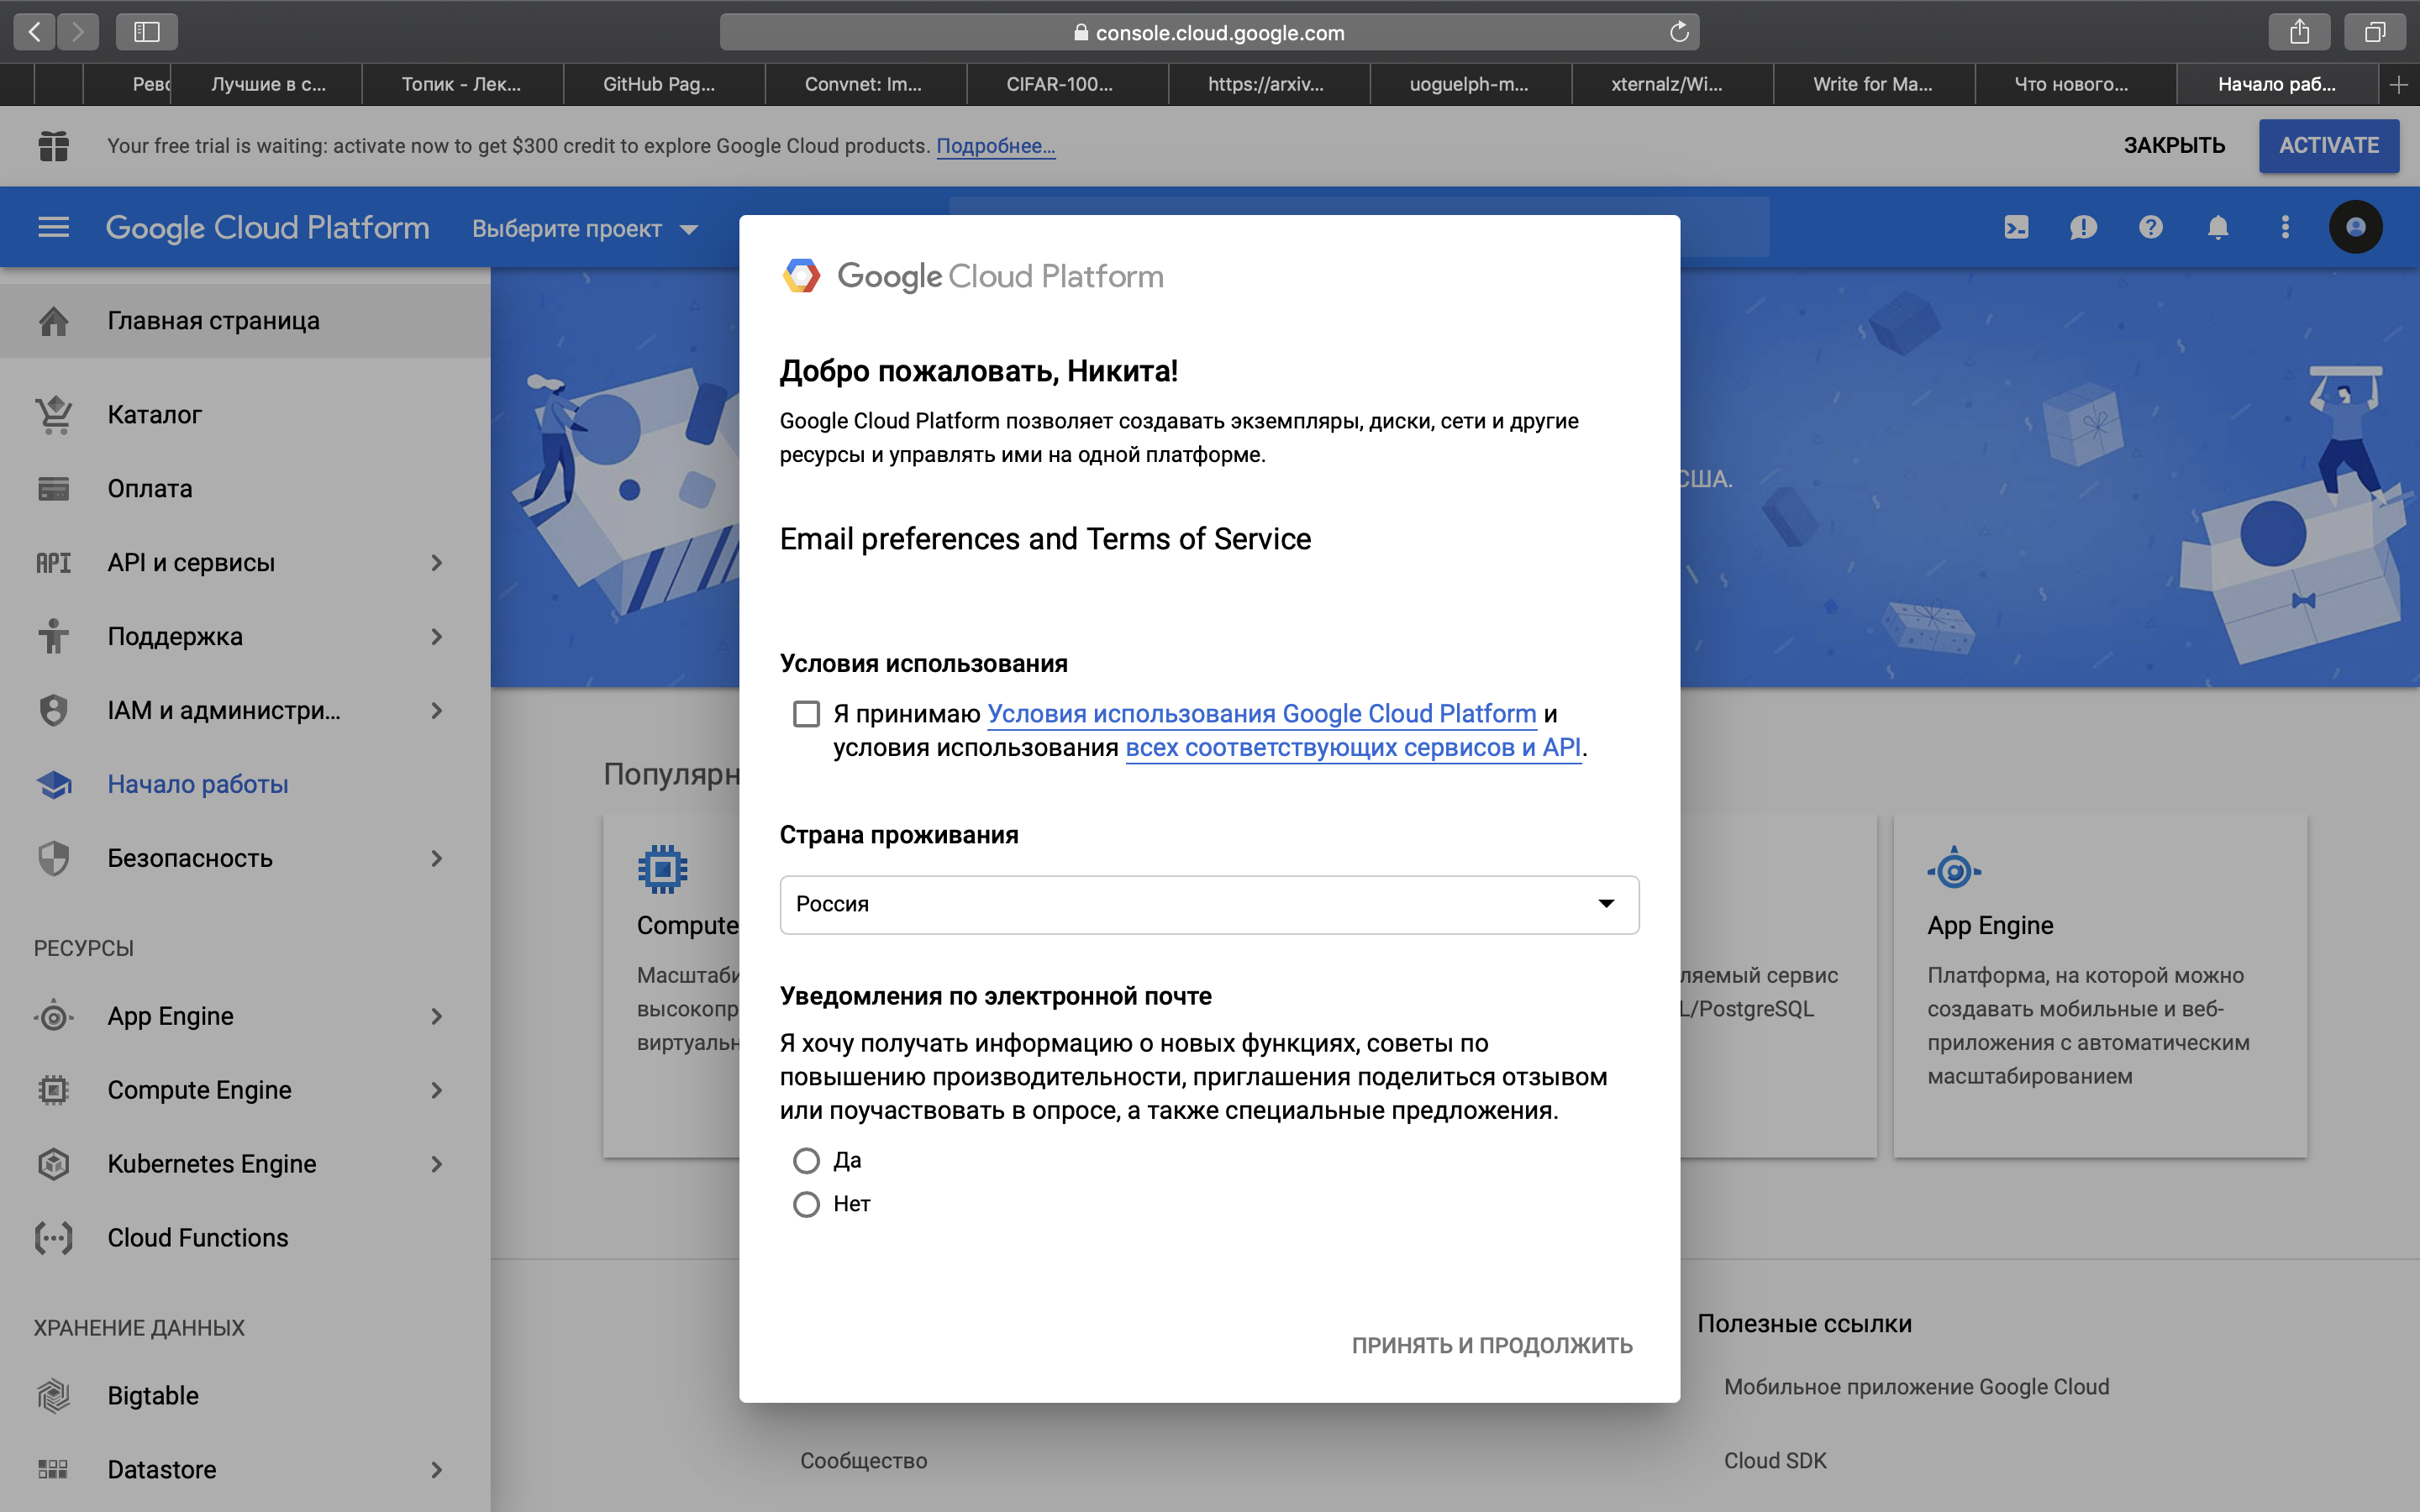 console.cloud.google.com
Рево
Лучшие в с...
Топик - Лек...
GitHub Pag...
Convnet: Im...
CIFAR-100...
https://arxiv...
uoguelph-m...
xternalz/Wi...
Write for Ma...
Что нового...
Начало раб...
Your free trial is waiting: activate now to get $300 credit to explore Google Cloud products. Подробнее...
ЗАКРЫТЬ
ACTIVATE
Google Cloud Platform
Выберите проект
Главная страница
Каталог
Оплата
API
API и сервисы
Поддержка
IAM и администри...
Начало работы
Безопасность
РЕСУРСЫ
App Engine
Compute Engine
Kubernetes Engine
Cloud Functions
ХРАНЕНИЕ ДАННЫХ
Bigtable
Datastore
Google Cloud Platform
Добро пожаловать, Никита!
Google Cloud Platform позволяет создавать экземпляры, диски, сети и другие
ресурсы и управлять ими на одной платформе.
Email preferences and Terms of Service
Условия использования
Я принимаю Условия использования Google Cloud Platform и
условия использования всех соответствующих сервисов и API.
Страна проживания
Россия
Уведомления по электронной почте
Я хочу получать информацию о новых функциях, советы по
повышению производительности, приглашения поделиться отзывом
или поучаствовать в опросе, а также специальные предложения.
Да
Нет
ПРИНЯТЬ И ПРОДОЛЖИТЬ
США.
Популярн
Compute
Масштаби
высокопр
виртуальн
ляемый сервис
L/PostgreSQL
App Engine
Платформа, на которой можно
создавать мобильные и веб-
приложения с автоматическим
масштабированием
Полезные ссылки
Мобильное приложение Google Cloud
Сообщество
Cloud SDK